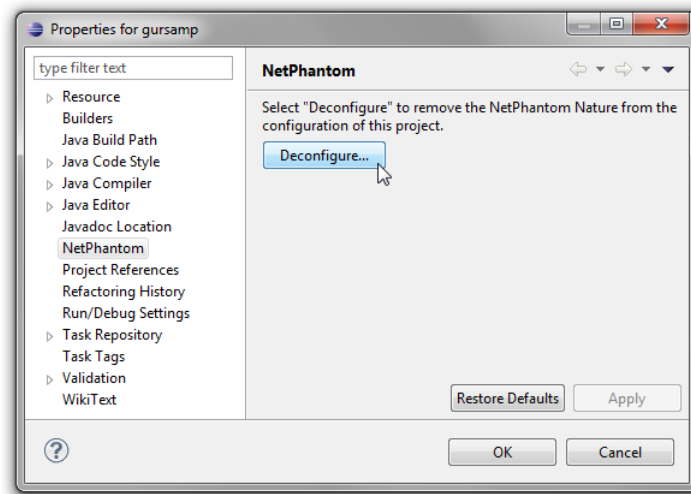 Properties for gursamp
type filter text
Resource
Builders
Java Build Path
Java Code Style
Java Compiler
Java Editor
Javadoc Location
NetPhantom
Project References
Refactoring History
Run/Debug Settings
Task Repository
Task Tags
Validation
WikiText
NetPhantom
Select "Deconfigure" to remove the NetPhantom Nature from the
configuration of this project.
Deconfigure...
Restore Defaults
Apply
?
OK
Cancel